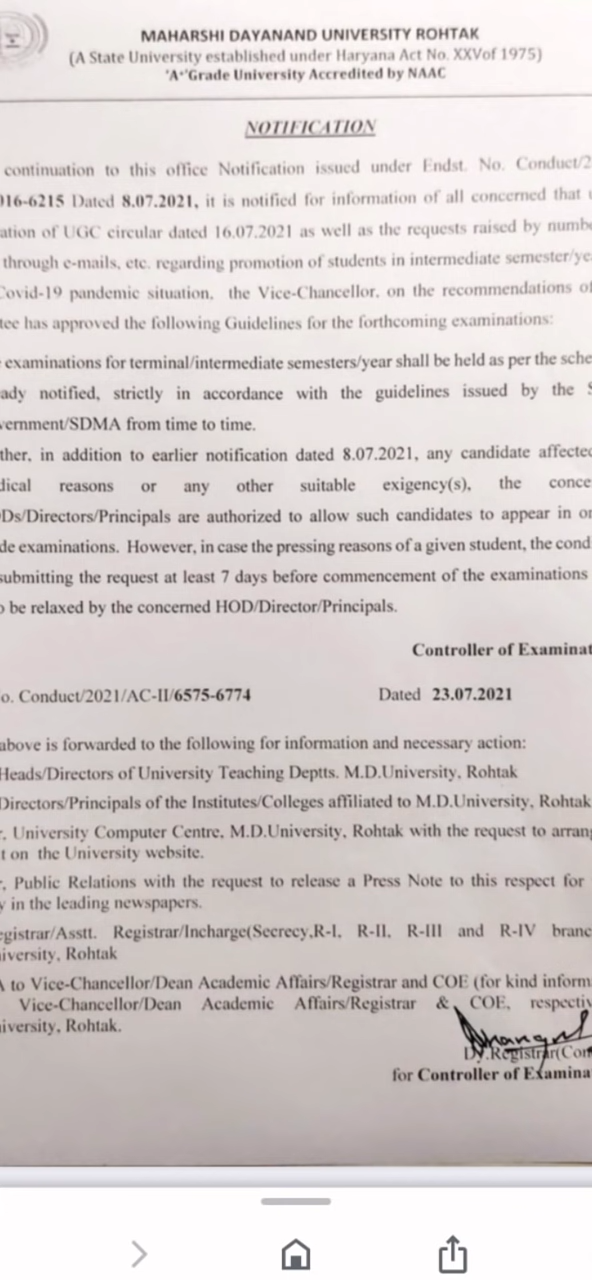 MAHARSHI DAYANAND UNIVERSITY ROHTAK
(A State University established under Haryana Act No. XXVof 1975)
'A+'Grade University Accredited by NAAC
NOTIFICATION
continuation to this office Notification issued under Endst. No. Conduct/2
016-6215 Dated 8.07.2021, it is notified for information of all concerned that
ation of UGC circular dated 16.07.2021 as well as the requests raised by numbe
through e-mails, etc. regarding promotion of students in intermediate semester/ye
Covid-19 pandemic situation, the Vice-Chancellor, on the recommendations of
tee has approved the following Guidelines for the forthcoming examinations:
examinations for terminal/intermediate semesters/year shall be held as per the sche
ady notified, strictly in accordance with the guidelines issued by the S
vernment/SDMA from time to time.
ther, in addition to earlier notification dated 8.07.2021, any candidate affected
dical reasons or any other suitable exigency(s), the conce
Ds/Directors/Principals are authorized to allow such candidates to appear in on
de examinations. However, in case the pressing reasons of a given student, the cond
submitting the request at least 7 days before commencement of the examinations
o be relaxed by the concerned HOD/Director/Principals.
Controller of Examinat
o. Conduct/2021/AC-II/6575-6774 Dated 23.07.2021
above is forwarded to the following for information and necessary action:
Heads/Directors of University Teaching Deptts. M.D.University, Rohtak
Directors/Principals of the Institutes/Colleges affiliated to M.D.University, Rohtak
r, University Computer Centre, M.D.University, Rohtak with the request to arrang
t on the University website.
r, Public Relations with the request to release a Press Note to this respect for
y in the leading newspapers.
egistrar/Asstt. Registrar/Incharge(Secrecy,R-I, R-II, R-III and R-IV branc
iversity, Rohtak
A to Vice-Chancellor/Dean Academic Affairs/Registrar and COE (for kind inform
Vice-Chancellor/Dean Academic Affairs/Registrar & COE, respectiv
iversity, Rohtak.
Dy.Registrar(Con
for Controller of Examina